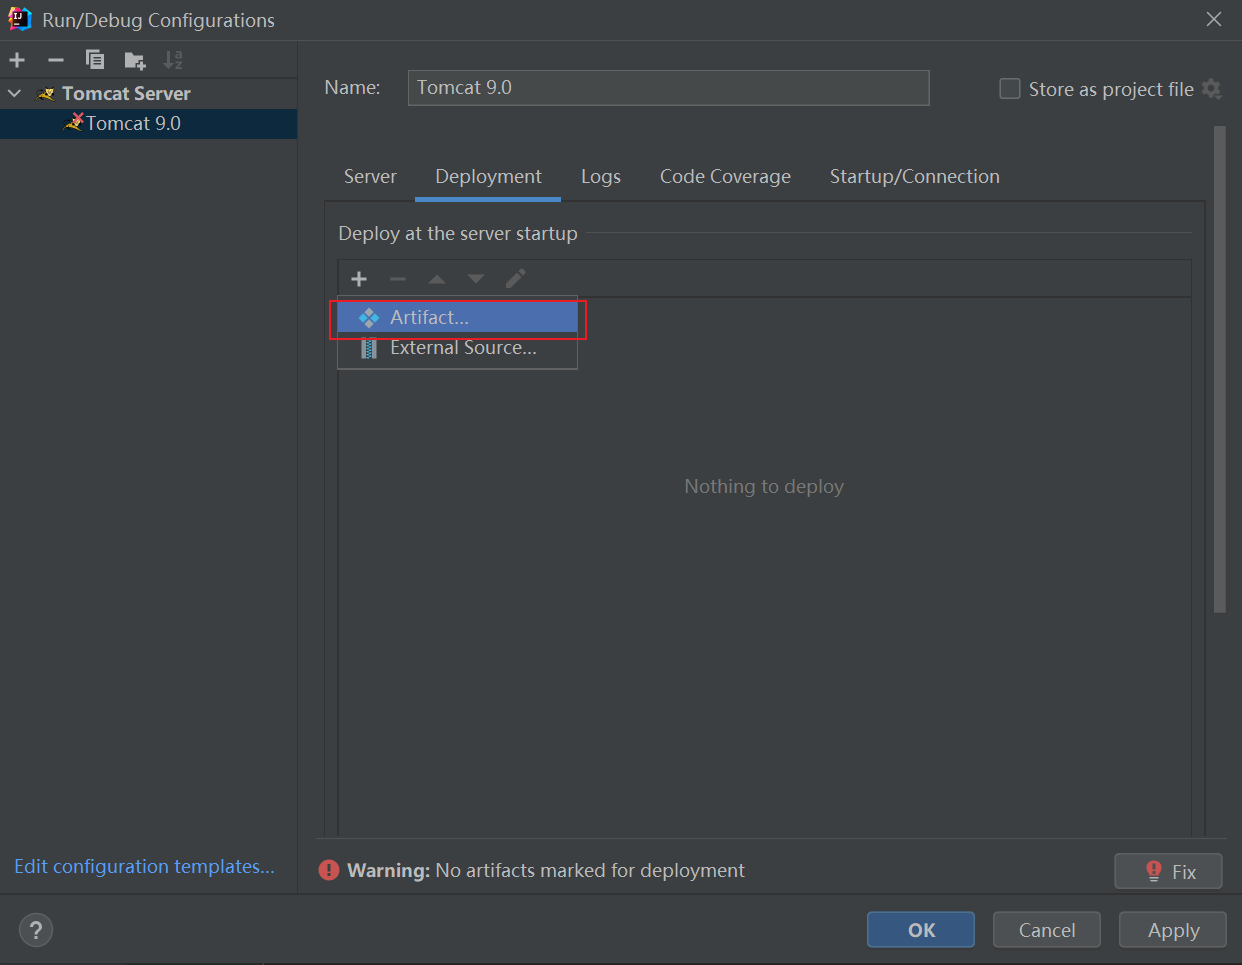 Run/Debug Configurations
Tomcat Server
Tomcat 9.0
Name:
Tomcat 9.0
Store as project file
Server
Deployment
Logs
Code Coverage
Startup/Connection
Deploy at the server startup
Artifact...
External Source...
Nothing to deploy
Edit configuration templates...
Warning: No artifacts marked for deployment
Fix
?
OK
Cancel
Apply